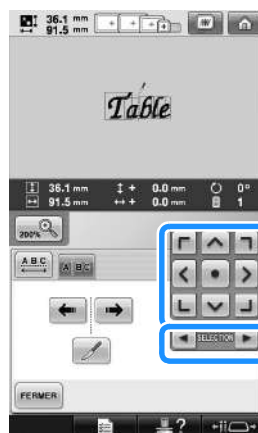 36.1 mm
91.5 mm
Table
36.1 mm + 0.0 mm 0°
91.5 mm + 0.0 mm 1
200%
ABC
A BC
SELECTION
FERMER
?